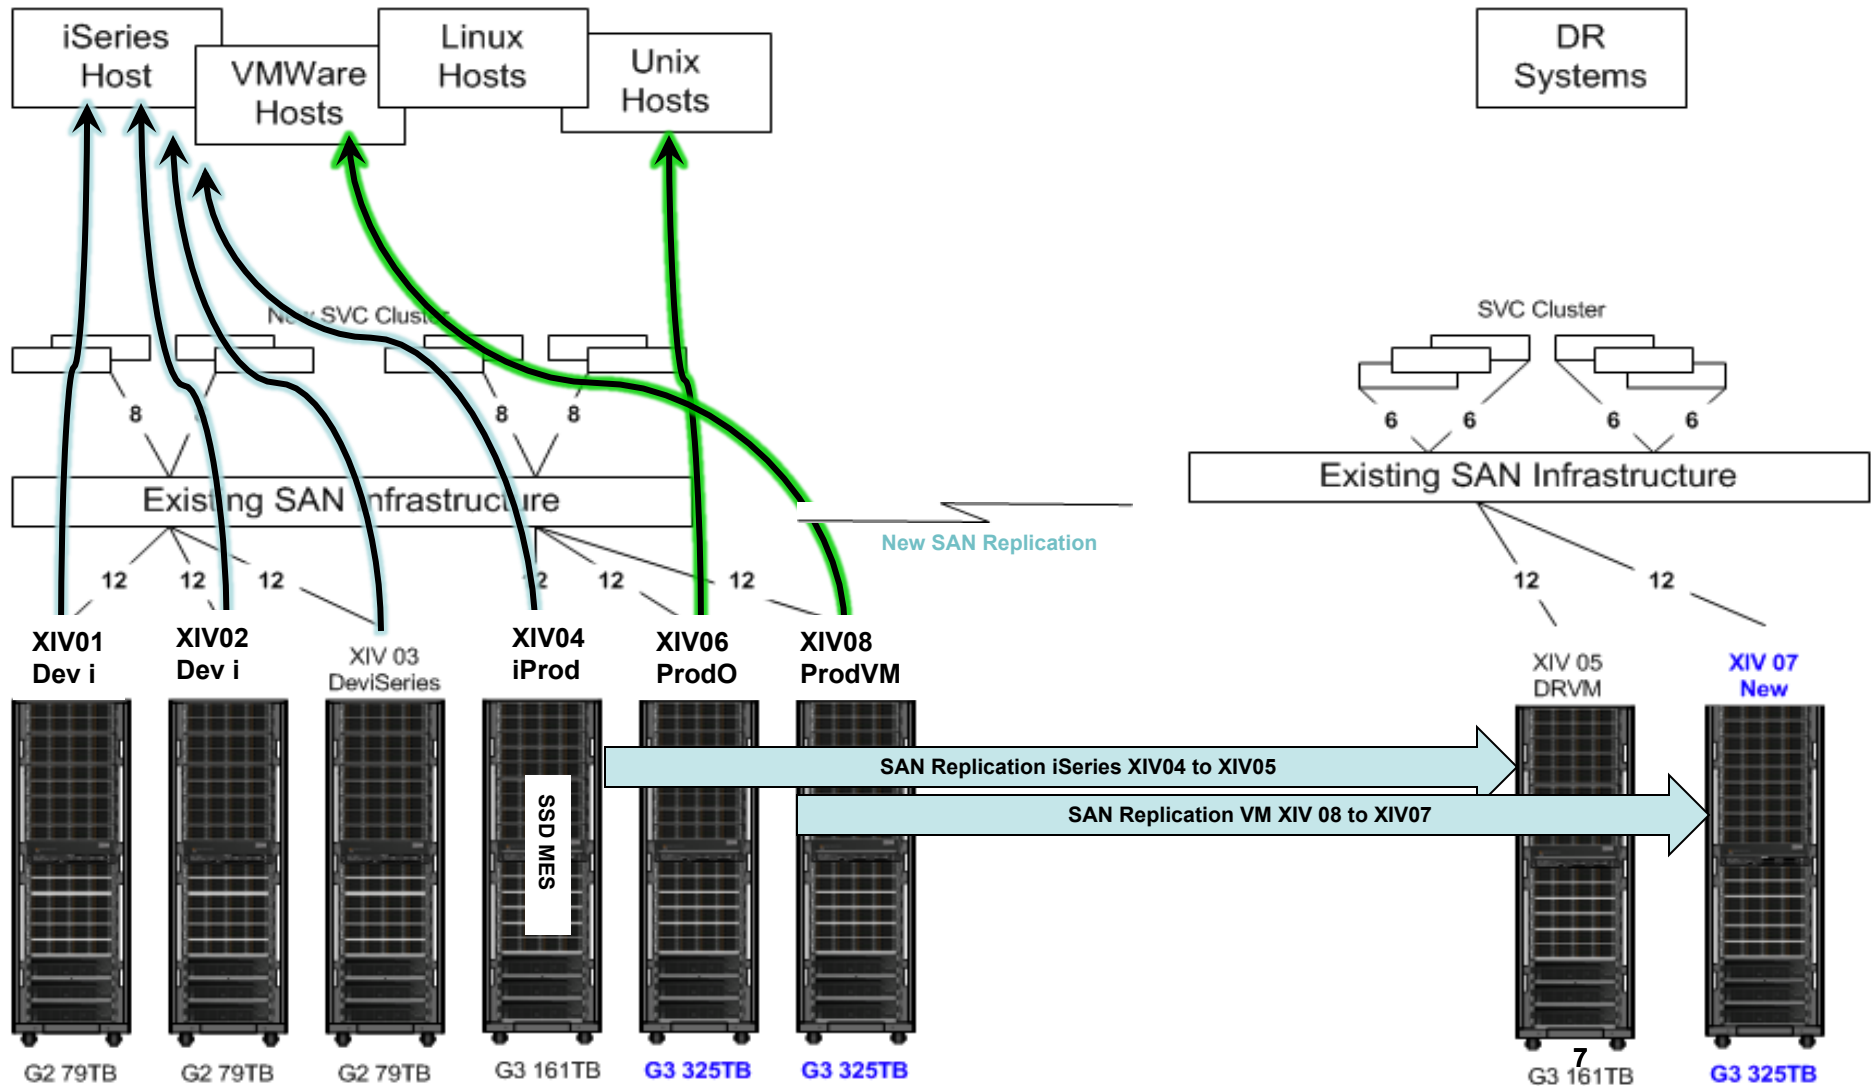 iSeries
Host
VMWare
Hosts
Linux
Hosts
Unix
Hosts
DR
Systems
New SVC Cluster
SVC Cluster
8
8
8
6
6
6
6
Existing SAN Infrastructure
Existing SAN Infrastructure
New SAN Replication
12
12
12
12
12
12
12
XIV01
Dev i
XIV02
Dev i
XIV 03
DeviSeries
XIV04
iProd
XIV06
ProdO
XIV08
ProdVM
XIV 05
DRVM
XIV 07
New
SAN Replication iSeries XIV04 to XIV05
SAN Replication VM XIV 08 to XIV07
SSD MES
G2 79TB
G2 79TB
G2 79TB
G3 161TB
G3 325TB
G3 325TB
7
G3 161TB
G3 325TB